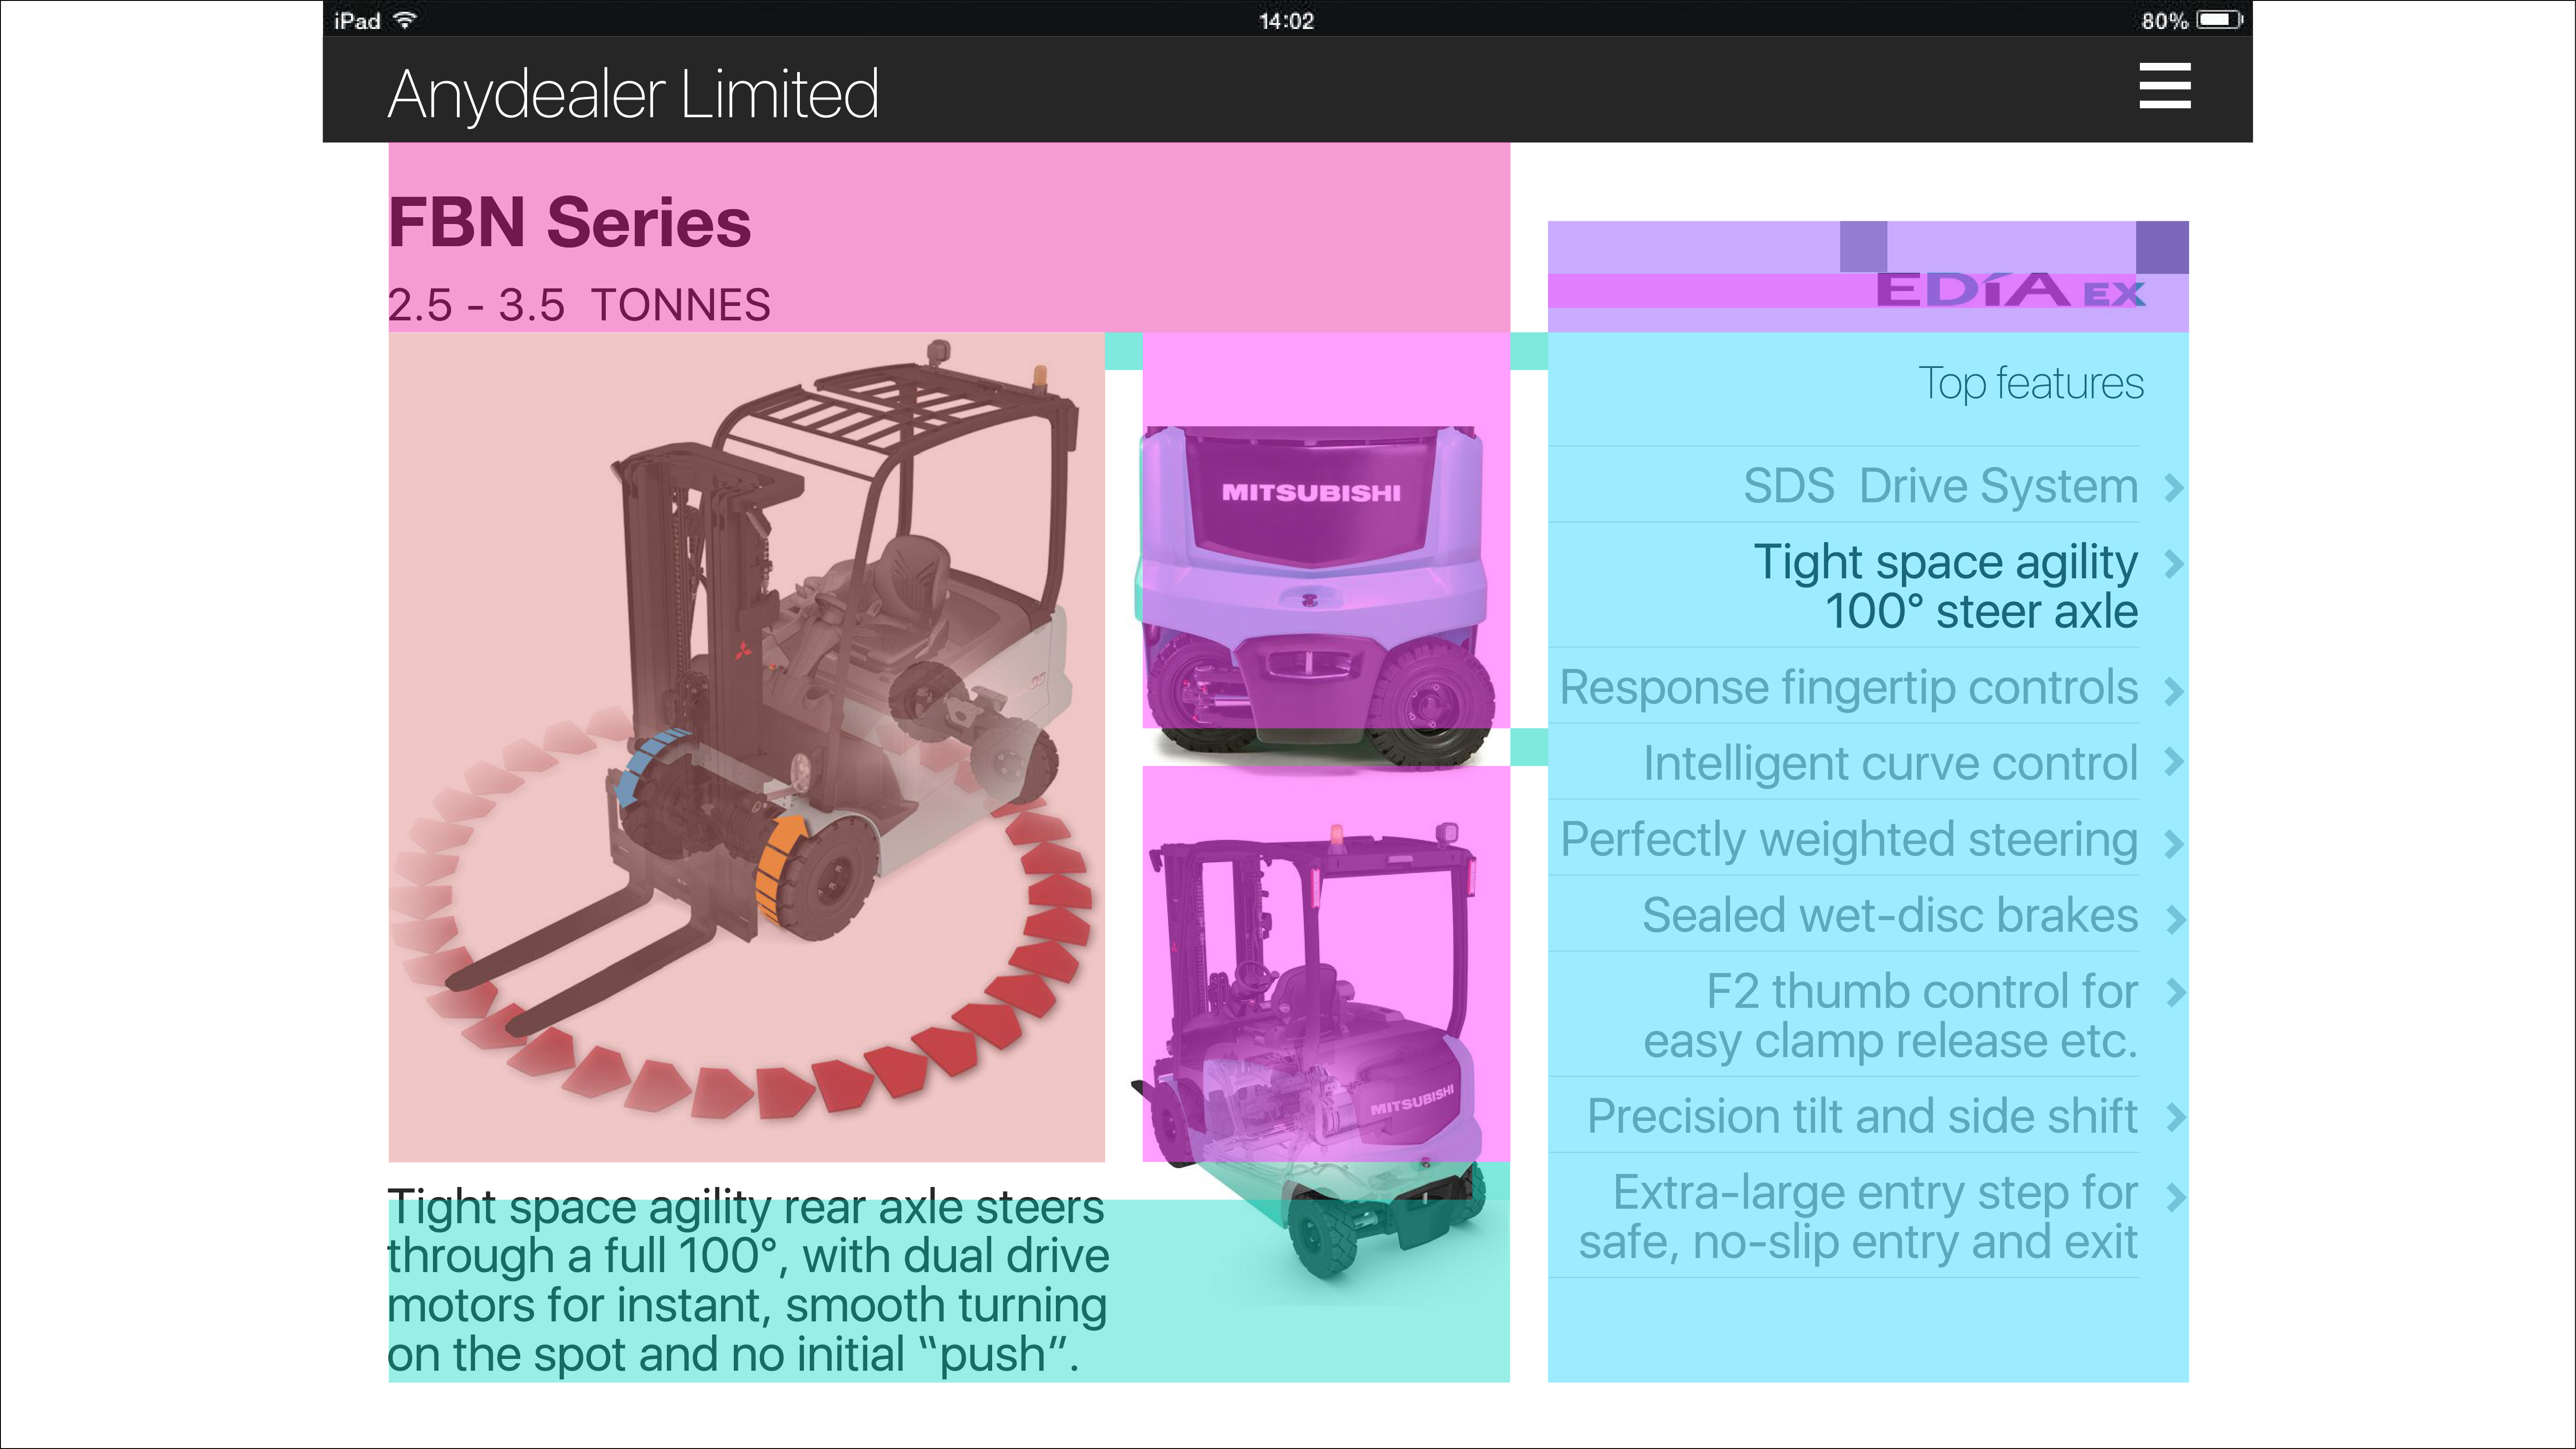 iPad 14:02 80%
Anydealer Limited
FBN Series
2.5 - 3.5 TONNES
EDiA EX
Top features
MITSUBISHI
SDS Drive System
Tight space agility
100° steer axle
Response fingertip controls
Intelligent curve control
Perfectly weighted steering
Sealed wet-disc brakes
F2 thumb control for
easy clamp release etc.
Precision tilt and side shift
Extra-large entry step for
safe, no-slip entry and exit
MITSUBISHI
Tight space agility rear axle steers
through a full 100°, with dual drive
motors for instant, smooth turning
on the spot and no initial “push”.